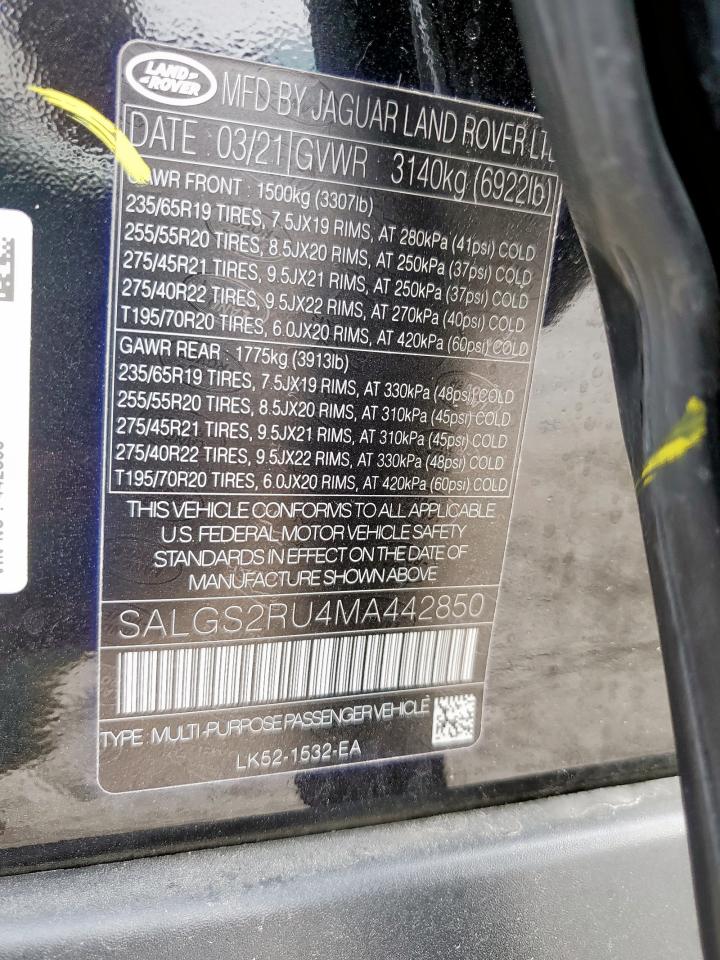 LAND ROVER
MFD BY JAGUAR LAND ROVER
DATE 03/21 GVWR 3140kg (6922lb)
GAWR FRONT : 1500kg (3307lb)
235/65R19 TIRES, 7.5JX19 RIMS, AT 280kPa (41psi) COLD
255/55R20 TIRES, 8.5JX20 RIMS, AT 250kPa (37psi) COLD
275/45R21 TIRES, 9.5JX21 RIMS, AT 250kPa (37psi) COLD
275/40R22 TIRES, 9.5JX22 RIMS, AT 270kPa (40psi) COLD
T195/70R20 TIRES, 6.0JX20 RIMS, AT 420kPa (60psi) COLD
GAWR REAR : 1775kg (3913lb)
235/65R19 TIRES, 7.5JX19 RIMS, AT 330kPa (48psi) COLD
255/55R20 TIRES, 8.5JX20 RIMS, AT 310kPa (45psi) COLD
275/45R21 TIRES, 9.5JX21 RIMS, AT 310kPa (45psi) COLD
275/40R22 TIRES, 9.5JX22 RIMS, AT 330kPa (48psi) COLD
T195/70R20 TIRES, 6.0JX20 RIMS, AT 420kPa (60psi) COLD
THIS VEHICLE CONFORMS TO ALL APPLICABLE
U.S. FEDERAL MOTOR VEHICLE SAFETY
STANDARDS IN EFFECT ON THE DATE OF
MANUFACTURE SHOWN ABOVE
SALGS2RU4MA442850
TYPE : MULTI-PURPOSE PASSENGER VEHICLE
LK52-1532-EA